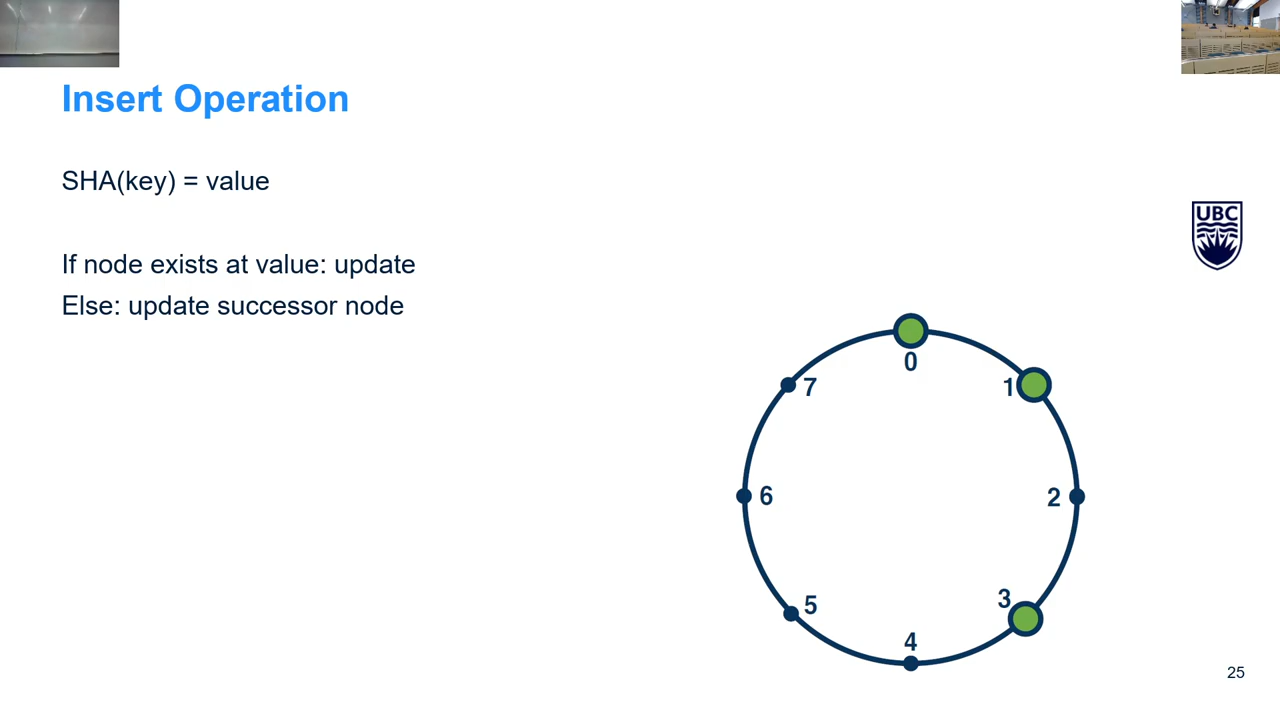 Insert Operation
SHA(key) = value
UBC
If node exists at value: update
Else: update successor node
0
7
1
6
2
5
3
4
25